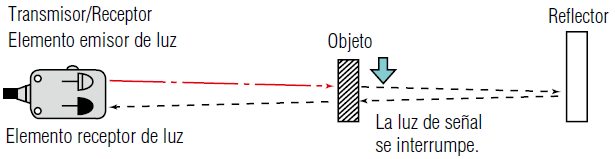 Transmisor/Receptor
Elemento emisor de luz
Objeto
Reflector
La luz de señal
se interrumpe.
Elemento receptor de luz